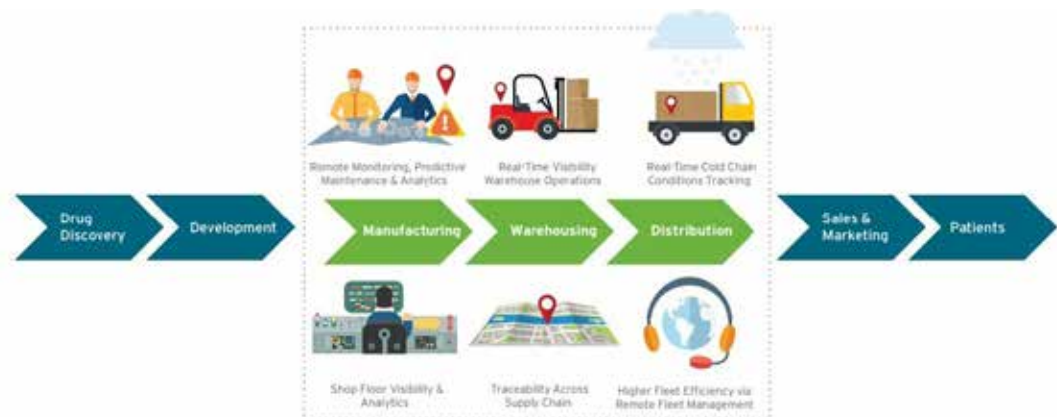 Remote Monitoring, Predictive
Maintenance & Analytics
Real-Time Visibility
Warehouse Operations
Real-Time Cold Chain
Conditions Tracking
Drug
Discovery
Development
Manufacturing
Warehousing
Distribution
Sales &
Marketing
Patients
Shop Floor Visibility &
Analytics
Traceability Across
Supply Chain
Higher Fleet Efficiency via
Remote Fleet Management